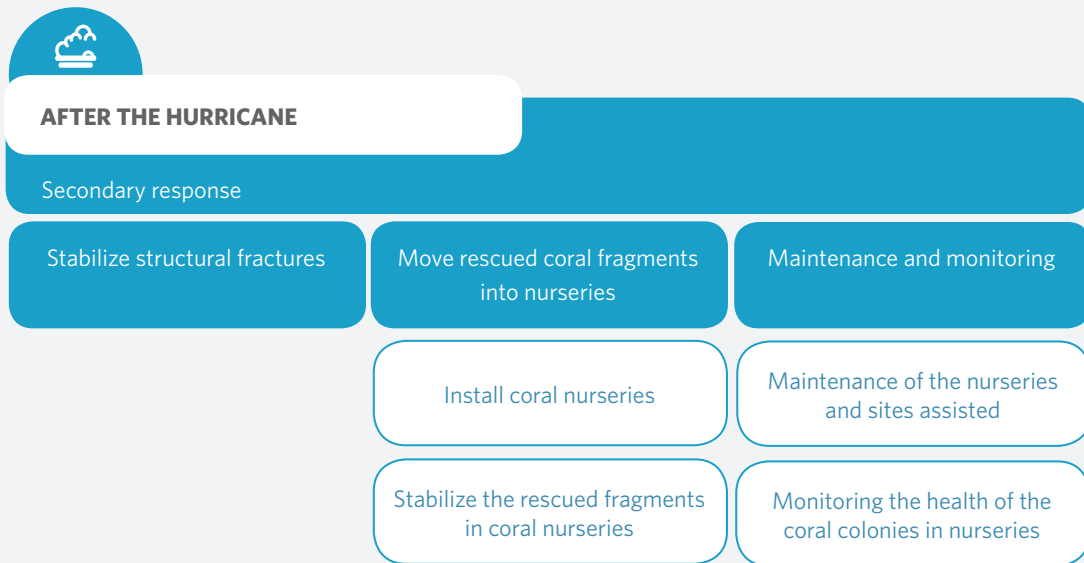 AFTER THE HURRICANE
Secondary response
Stabilize structural fractures
Move rescued coral fragments
into nurseries
Maintenance and monitoring
Install coral nurseries
Maintenance of the nurseries
and sites assisted
Stabilize the rescued fragments
in coral nurseries
Monitoring the health of the
coral colonies in nurseries